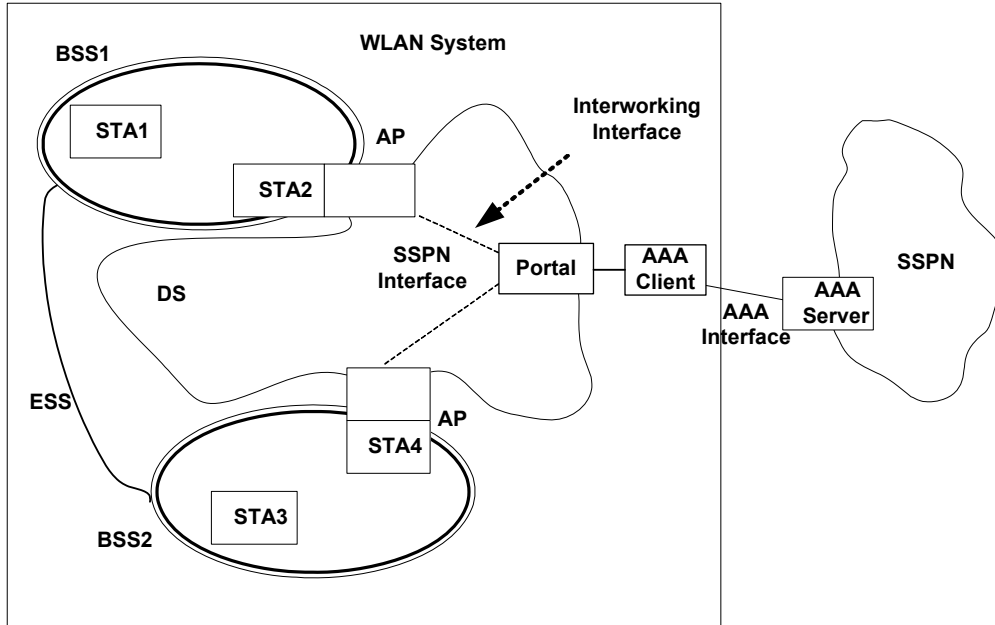 WLAN System
BSS1
STA1
AP
STA2
Interworking
Interface
SSPN
Interface
Portal
AAA
Client
AAA
Interface
AAA
Server
SSPN
DS
ESS
AP
STA4
STA3
BSS2